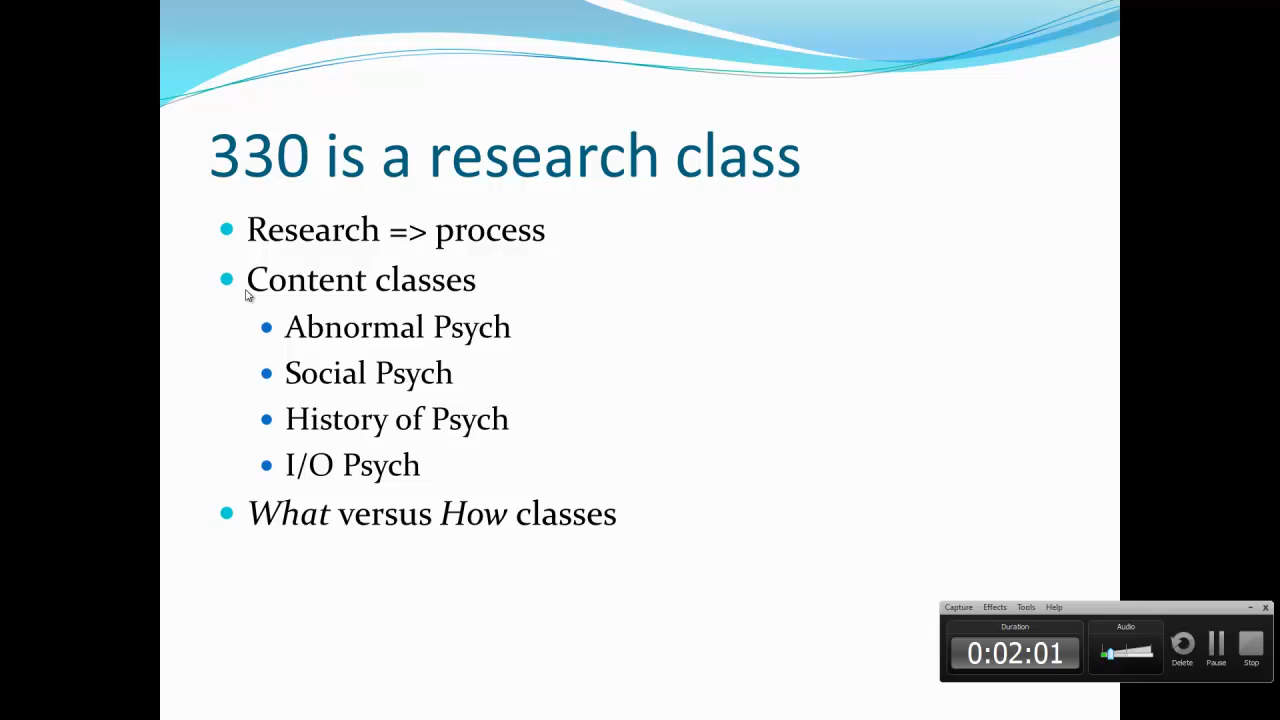 330 is a research class
Research => process
Content classes
Abnormal Psych
Social Psych
History of Psych
I/O Psych
What versus How classes
Capture Effects Tools Help
Duration
Audio
0:02:01
Delete Pause Stop